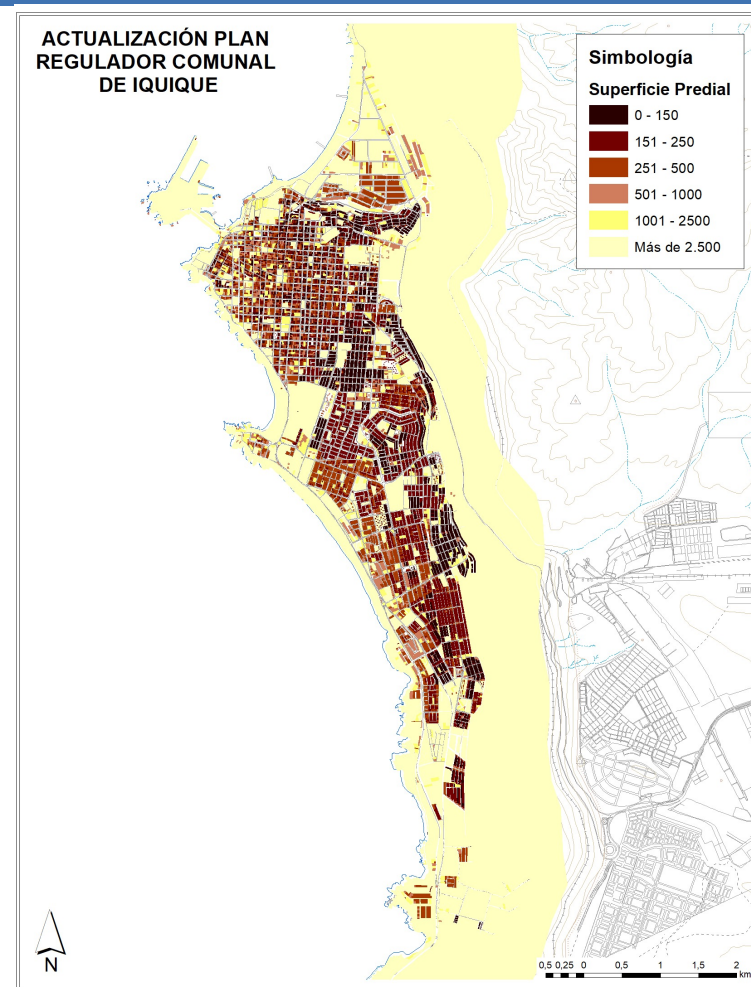 ACTUALIZACIÓN PLAN
REGULADOR COMUNAL
DE IQUIQUE
Simbología
Superficie Predial
0 - 150
151 - 250
251 - 500
501 - 1000
1001 - 2500
Más de 2.500
N
0,5 0,25 0 0,5 1 1,5 2
km